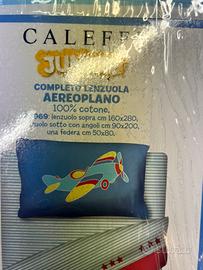 CALEFF
JUNIOR
COMPLETO LENZUOLA
AEREOPLANO
100% cotone.
969: lenzuolo sopra cm 160x280,
uolo sotto con angoli cm 90x200,
una federa cm 50x80.